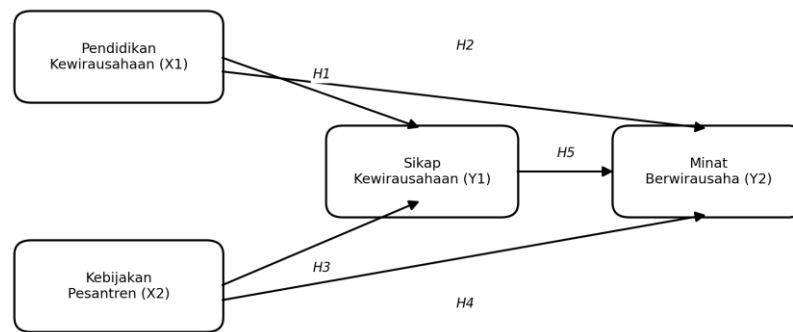 Pendidikan
Kewirausahaan (X1)
H2
H1
Sikap
Kewirausahaan (Y1)
H5
Minat
Berwirausaha (Y2)
Kebijakan
Pesantren (X2)
H3
H4